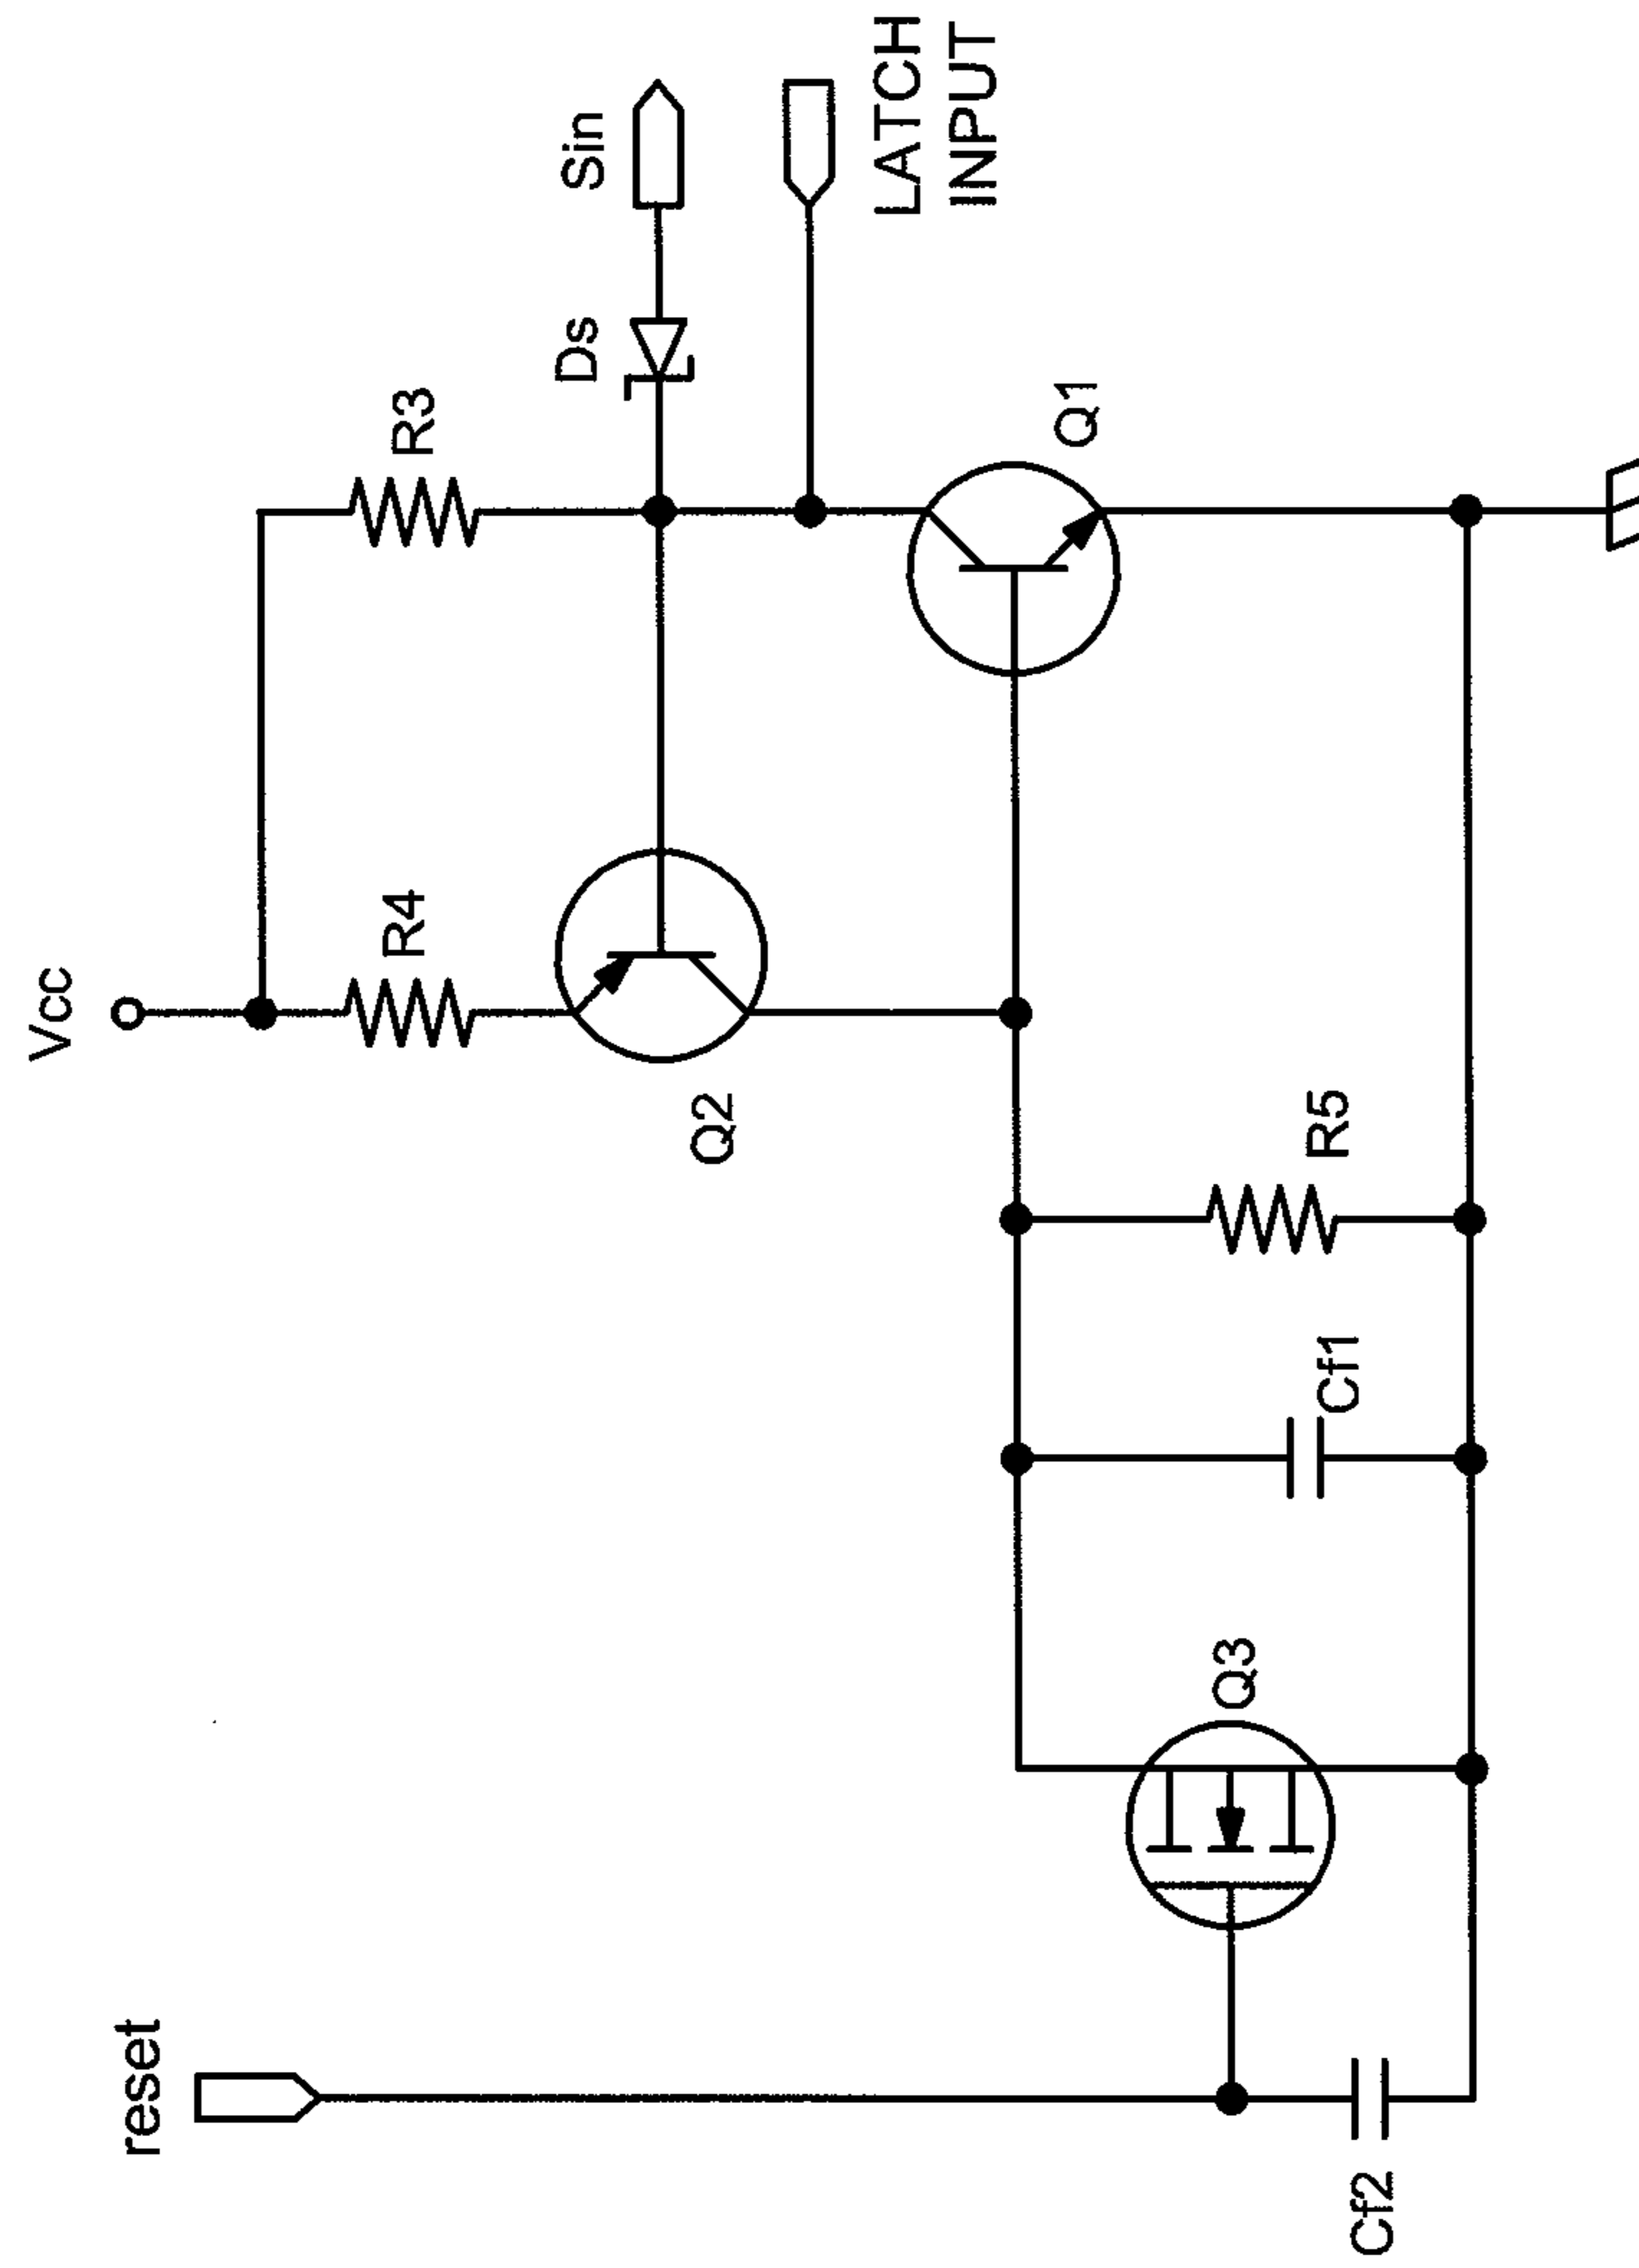 Vcc
R3
R4
Sin
Ds
LATCH
INPUT
Q1
Q2
R5
Cf1
Q3
reset
Cf2